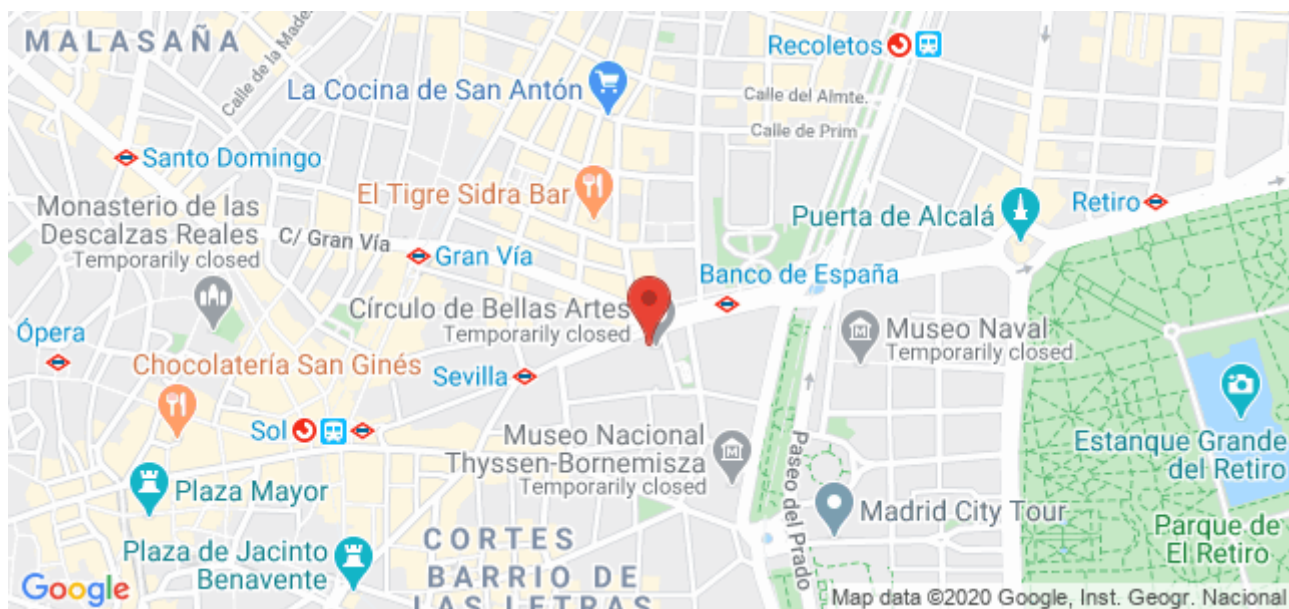 MALASAÑA
Calle de la Made
Recoletos
La Cocina de San Antón
Calle del Almte.
Calle de Prim
Santo Domingo
El Tigre Sidra Bar
Monasterio de las
Descalzas Reales
Temporarily closed
C/ Gran Vía
Gran Vía
Puerta de Alcalá
Retiro
Banco de España
Círculo de Bellas Artes
Temporarily closed
Museo Naval
Temporarily closed
Ópera
Chocolatería San Ginés
Sevilla
Sol
Museo Nacional
Thyssen-Bornemisza
Temporarily closed
Estanque Grande
del Retiro
Plaza Mayor
Paseo del Prado
Madrid City Tour
Parque de
El Retiro
Plaza de Jacinto
Benavente
CORTES
BARRIO DE
LAS LETRAS
Google
Map data ©2020 Google, Inst. Geogr. Nacional